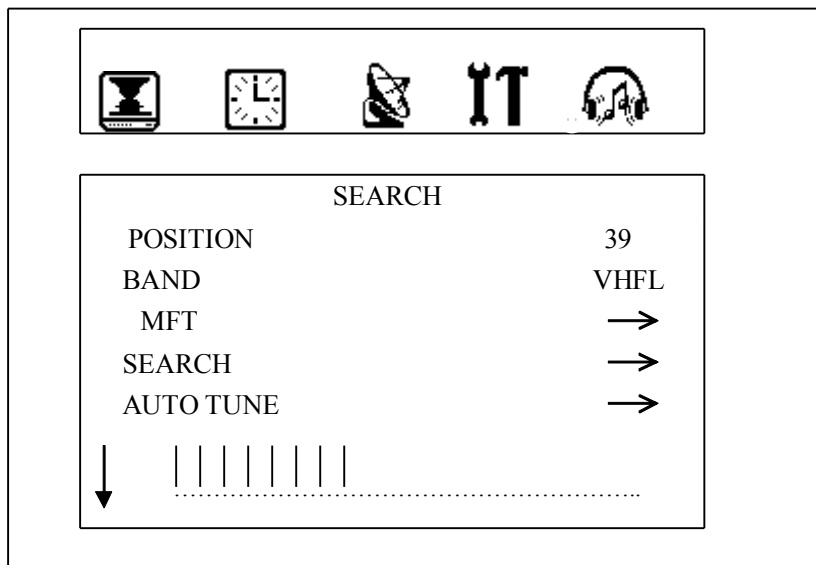 SEARCH
POSITION 39
BAND VHFL
MFT
SEARCH
AUTO TUNE